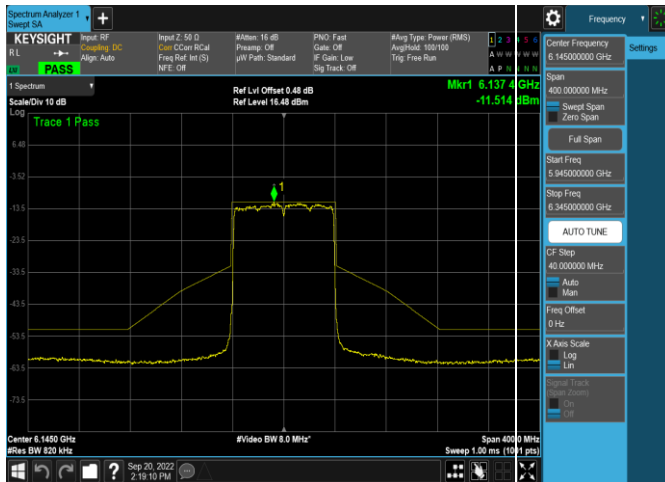 Spectrum Analyzer 1
Swept SA
Frequency
KEYSIGHT
R L
PASS
Input: RF
Coupling: DC
Align: Auto
Input Z: 50 Ω
Corr CCorr RCal
Freq Ref: Int (S)
NFE: Off
#Atten: 16 dB
Preamp: Off
µW Path: Standard
PNO: Fast
Gate: Off
IF Gain: Low
Sig Track: Off
#Avg Type: Power (RMS)
Avg|Hold: 100/100
Trig: Free Run
1 2 3 4 5 6
A W W W W W
A P N N N N
1 Spectrum
Scale/Div 10 dB
Log
Ref Lvl Offset 0.48 dB
Ref Level 16.48 dBm
Mkr1 6.137 4 GHz
-11.514 dBm
Trace 1 Pass
1
6.48
-3.52
-13.5
-23.5
-33.5
-43.5
-53.5
-63.5
-73.5
Center 6.1450 GHz
#Res BW 820 kHz
#Video BW 8.0 MHz*
Span 400.0 MHz
Sweep 1.00 ms (1001 pts)
?
Sep 20, 2022
2:19:10 PM
Center Frequency
6.145000000 GHz
Settings
Span
400.000000 MHz
Swept Span
Zero Span
Full Span
Start Freq
5.945000000 GHz
Stop Freq
6.345000000 GHz
AUTO TUNE
CF Step
40.000000 MHz
Auto
Man
Freq Offset
0 Hz
X Axis Scale
Log
Lin
Signal Track
(Span Zoom)
On
Off